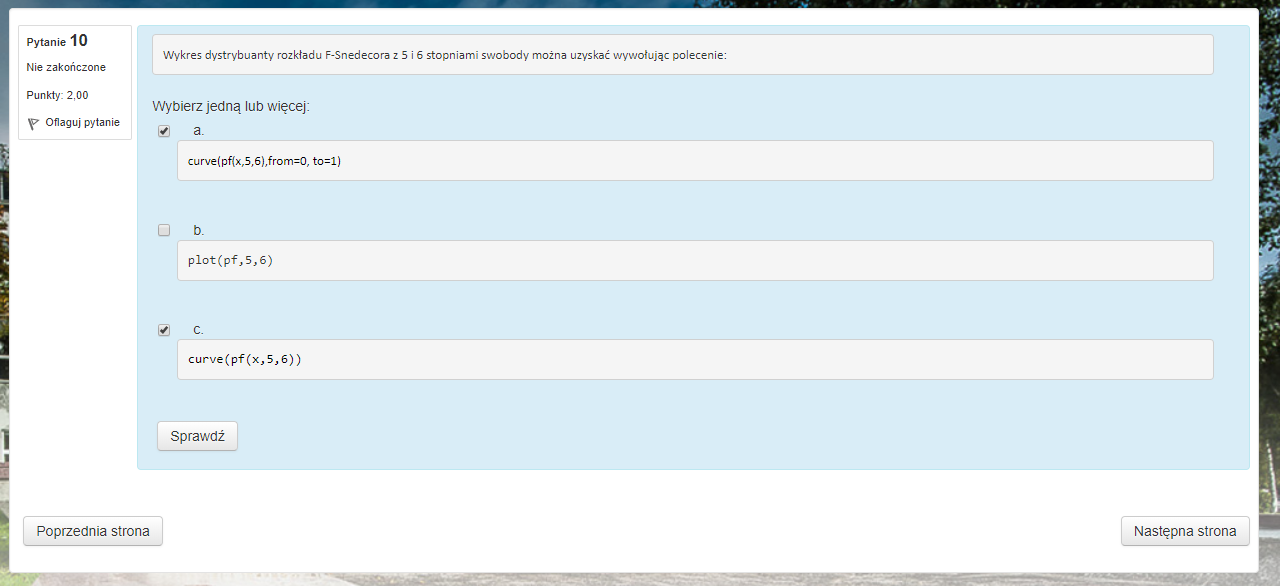 Pytanie 10
Nie zakończone
Punkty: 2,00
Oflaguj pytanie
Wykres dystrybuanty rozkładu F-Snedecora z 5 i 6 stopniami swobody można uzyskać wywołując polecenie:
Wybierz jedną lub więcej:
a.
curve(pf(x,5,6),from=0, to=1)
b.
plot(pf,5,6)
c.
curve(pf(x,5,6))
Sprawdź
Poprzednia strona
Następna strona